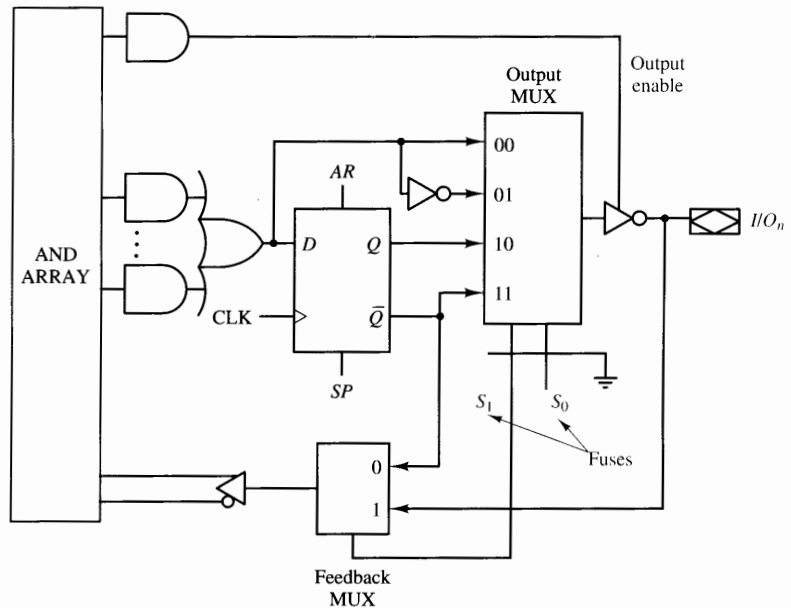 Output
enable
Output
MUX
00
AR
01
I/On
AND
ARRAY
D
Q
10
11
CLK
Q̅
SP
S1
S0
Fuses
0
1
Feedback
MUX